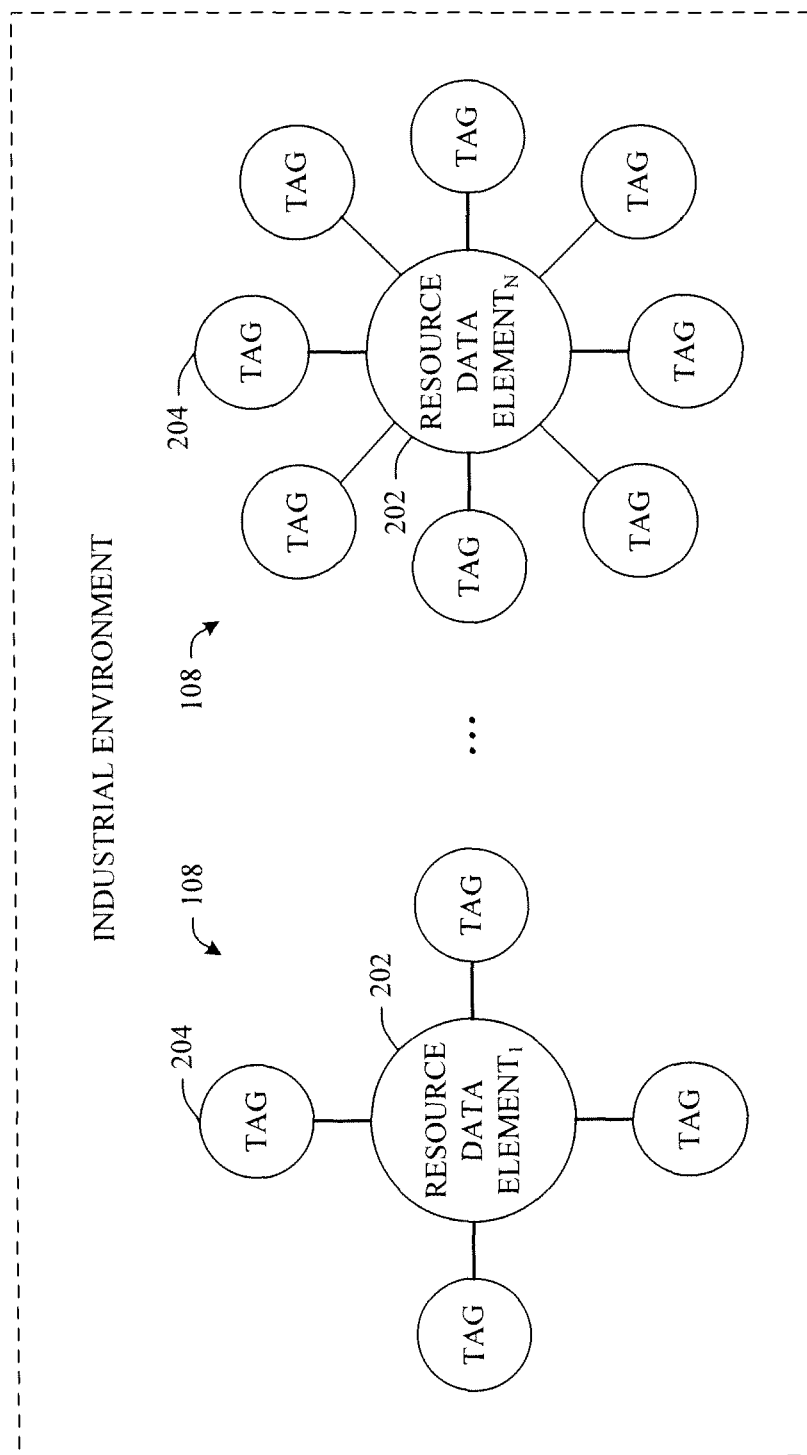 INDUSTRIAL ENVIRONMENT
108
108
204
TAG
202
TAG
RESOURCE
DATA
ELEMENT₁
TAG
TAG
...
204
TAG
TAG
TAG
202
TAG
RESOURCE
DATA
ELEMENT_N
TAG
TAG
TAG
TAG